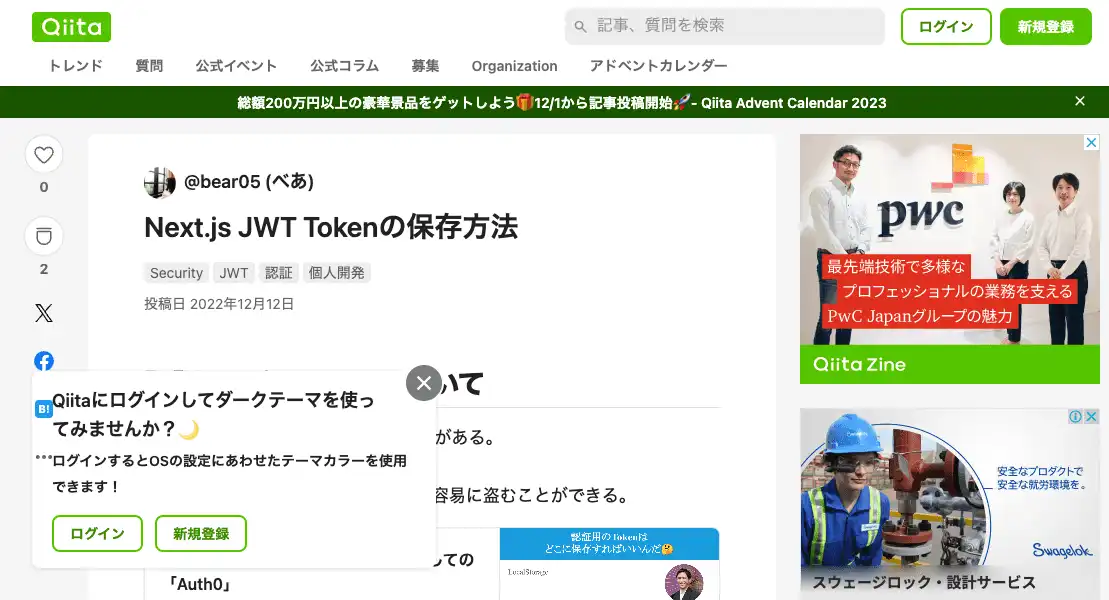 Qiita
記事、質問を検索
ログイン
新規登録
トレンド 質問 公式イベント 公式コラム 募集 Organization アドベントカレンダー
総額200万円以上の豪華景品をゲットしよう🎁12/1から記事投稿開始🚀- Qiita Advent Calendar 2023
0
2
@bear05 (べあ)
Next.js JWT Tokenの保存方法
Security JWT 認証 個人開発
投稿日 2022年12月12日
いて
がある。
容易に盗むことができる。
しての
「Auth0」
認証用のTokenは
どこに保存すればいいんだ🤔
LocalStorage
B!
Qiitaにログインしてダークテーマを使っ
てみませんか？🌙
ログインするとOSの設定にあわせたテーマカラーを使用
できます！
ログイン
新規登録
pwc
最先端技術で多様な
プロフェッショナルの業務を支える
PwC Japanグループの魅力
Qiita Zine
安全なプロダクトで
安全な就労環境を。
Swagelok
スウェージロック・設計サービス